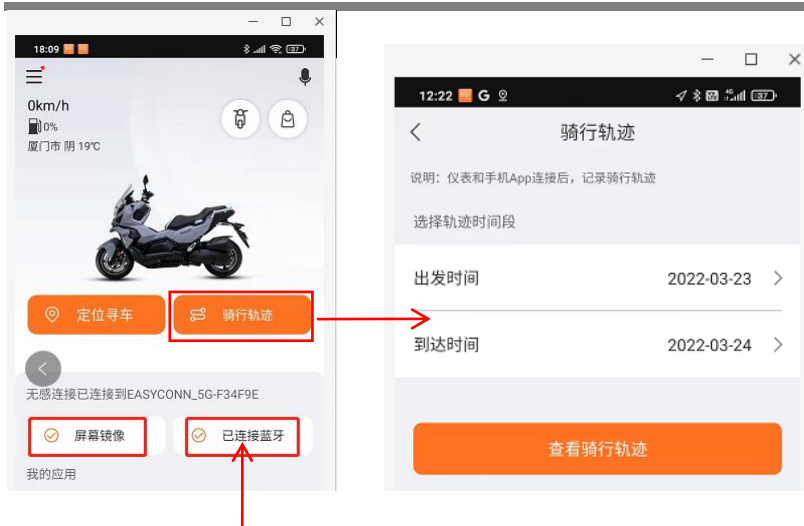 18:09
37
0km/h
0%
厦门市 阴 19℃
定位寻车
骑行轨迹
无感连接已连接到EASYCONN_5G-F34F9E
屏幕镜像
已连接蓝牙
我的应用
12:22 G
4G 37
骑行轨迹
说明：仪表和手机App连接后，记录骑行轨迹
选择轨迹时间段
出发时间 2022-03-23
到达时间 2022-03-24
查看骑行轨迹